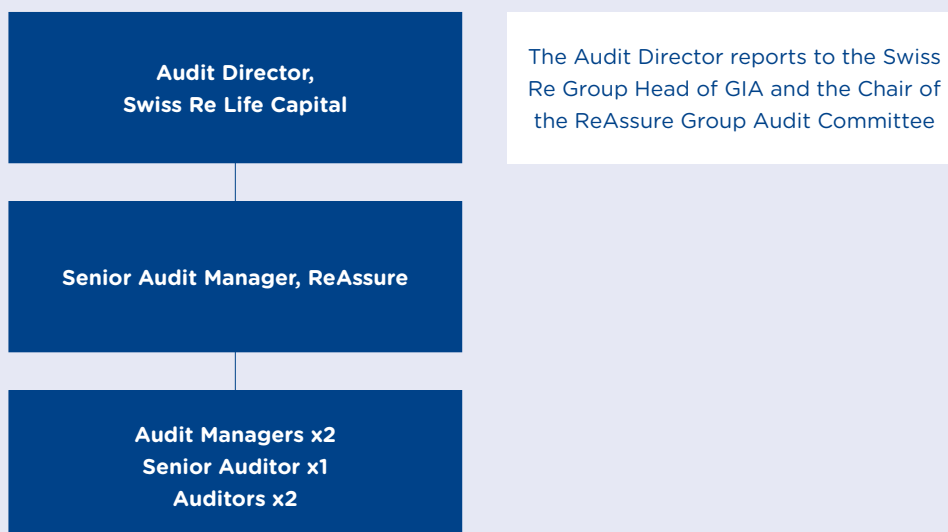 Audit Director,
Swiss Re Life Capital
The Audit Director reports to the Swiss
Re Group Head of GIA and the Chair of
the ReAssure Group Audit Committee
Senior Audit Manager, ReAssure
Audit Managers x2
Senior Auditor x1
Auditors x2